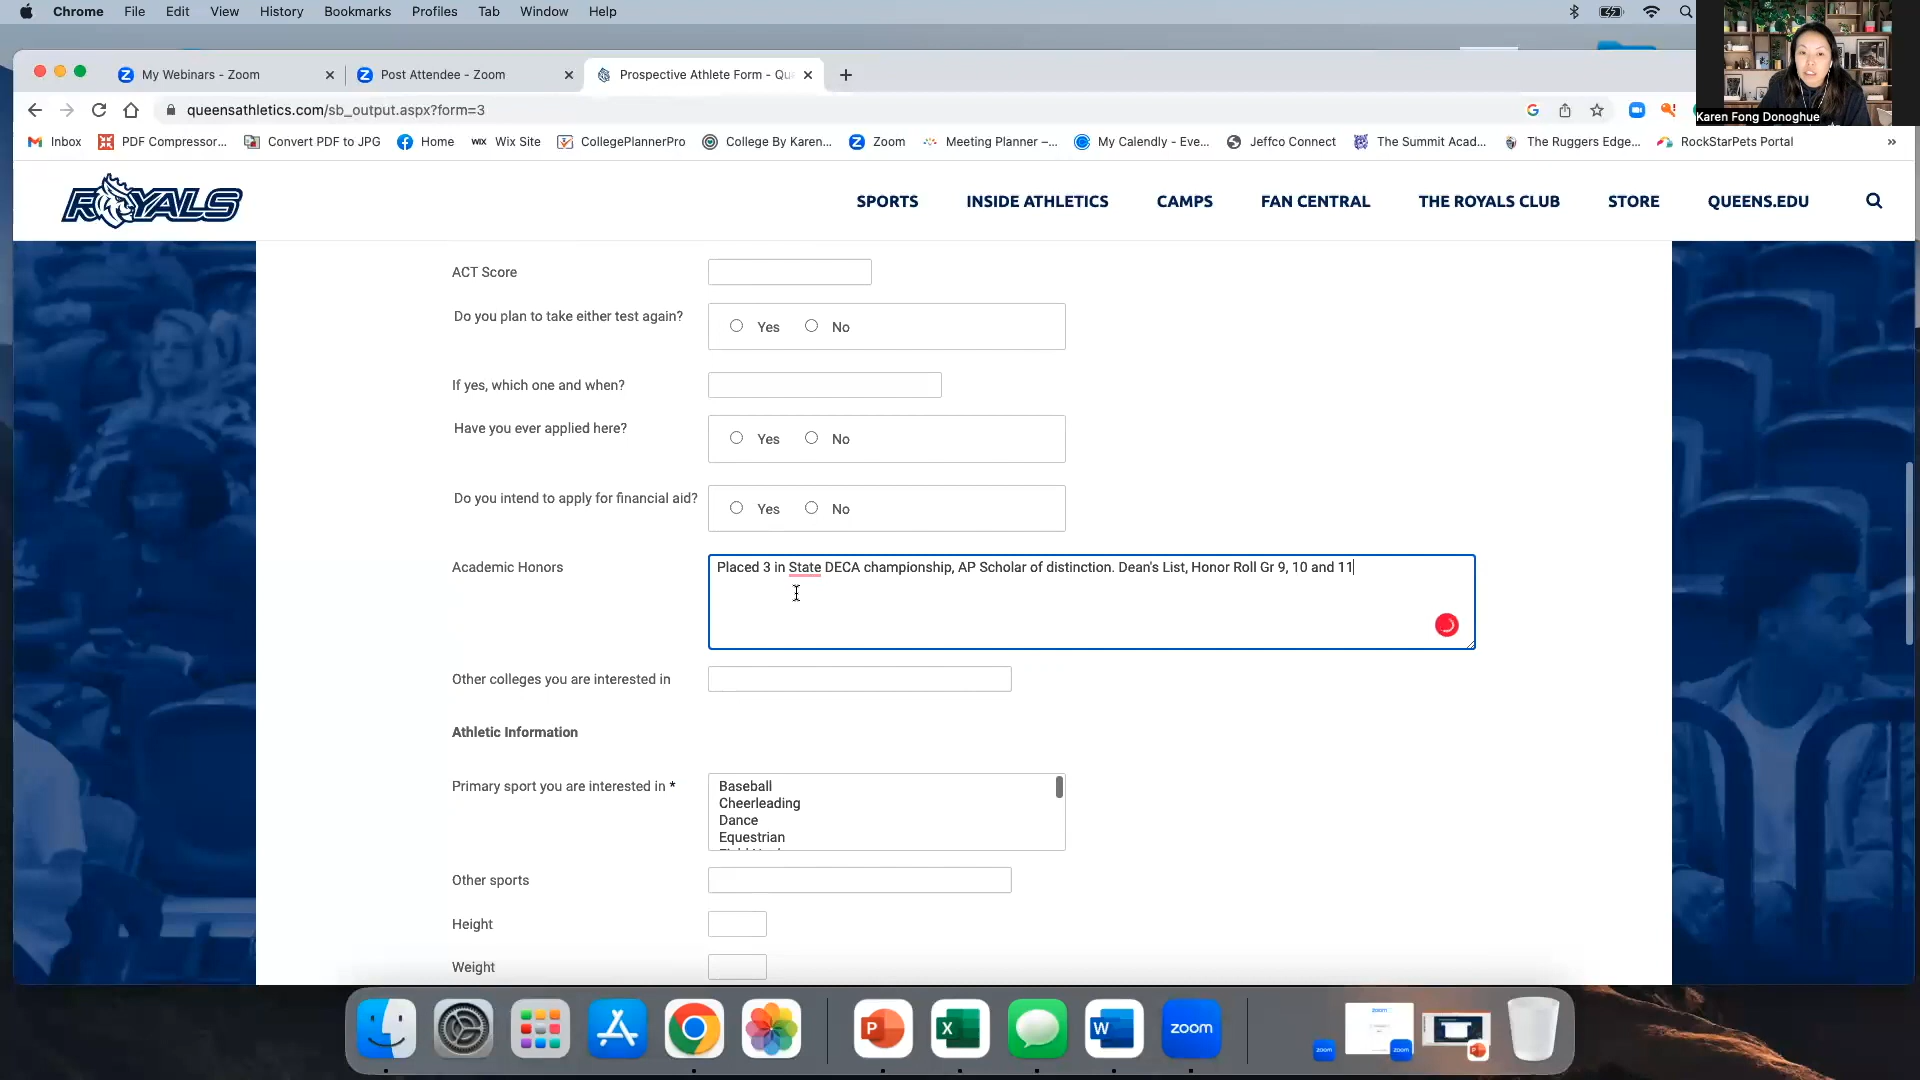 Chrome File Edit View History Bookmarks Profiles Tab Window Help
My Webinars - Zoom
Post Attendee - Zoom
Prospective Athlete Form - Qu
queensathletics.com/sb_output.aspx?form=3
Karen Fong Donoghue
Inbox
PDF Compressor...
Convert PDF to JPG
Home
WIX Wix Site
CollegePlannerPro
College By Karen...
Zoom
Meeting Planner –...
My Calendly - Eve...
Jeffco Connect
The Summit Acad...
The Ruggers Edge...
RockStarPets Portal
ROYALS
SPORTS INSIDE ATHLETICS CAMPS FAN CENTRAL THE ROYALS CLUB STORE QUEENS.EDU
ACT Score
Do you plan to take either test again? Yes No
If yes, which one and when?
Have you ever applied here? Yes No
Do you intend to apply for financial aid? Yes No
Academic Honors
Placed 3 in State DECA championship, AP Scholar of distinction. Dean's List, Honor Roll Gr 9, 10 and 11
Other colleges you are interested in
Athletic Information
Primary sport you are interested in *
Baseball
Cheerleading
Dance
Equestrian
Other sports
Height
Weight
P
X
W
zoom
zoom
zoom
zoom
P